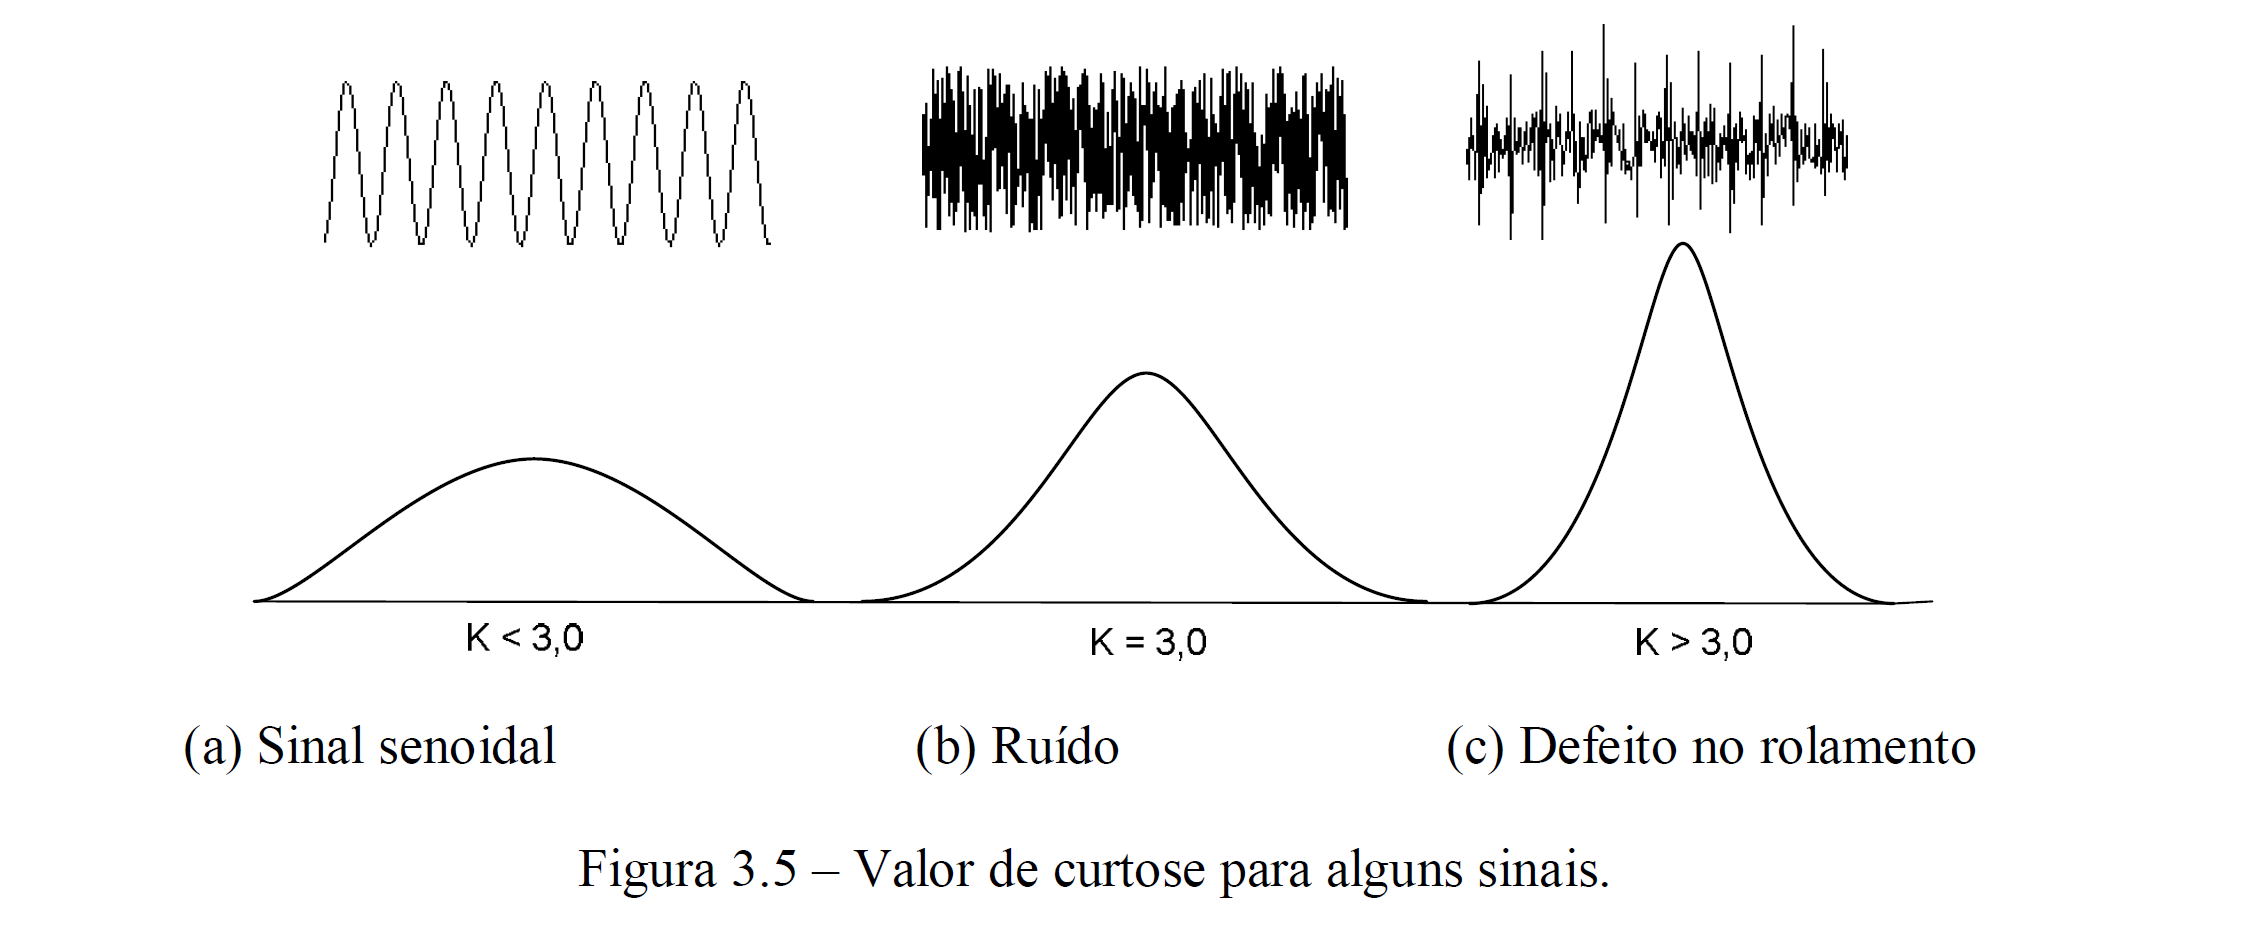 K < 3,0
K = 3,0
K > 3,0
(a) Sinal senoidal
(b) Ruído
(c) Defeito no rolamento
Figura 3.5 – Valor de curtose para alguns sinais.